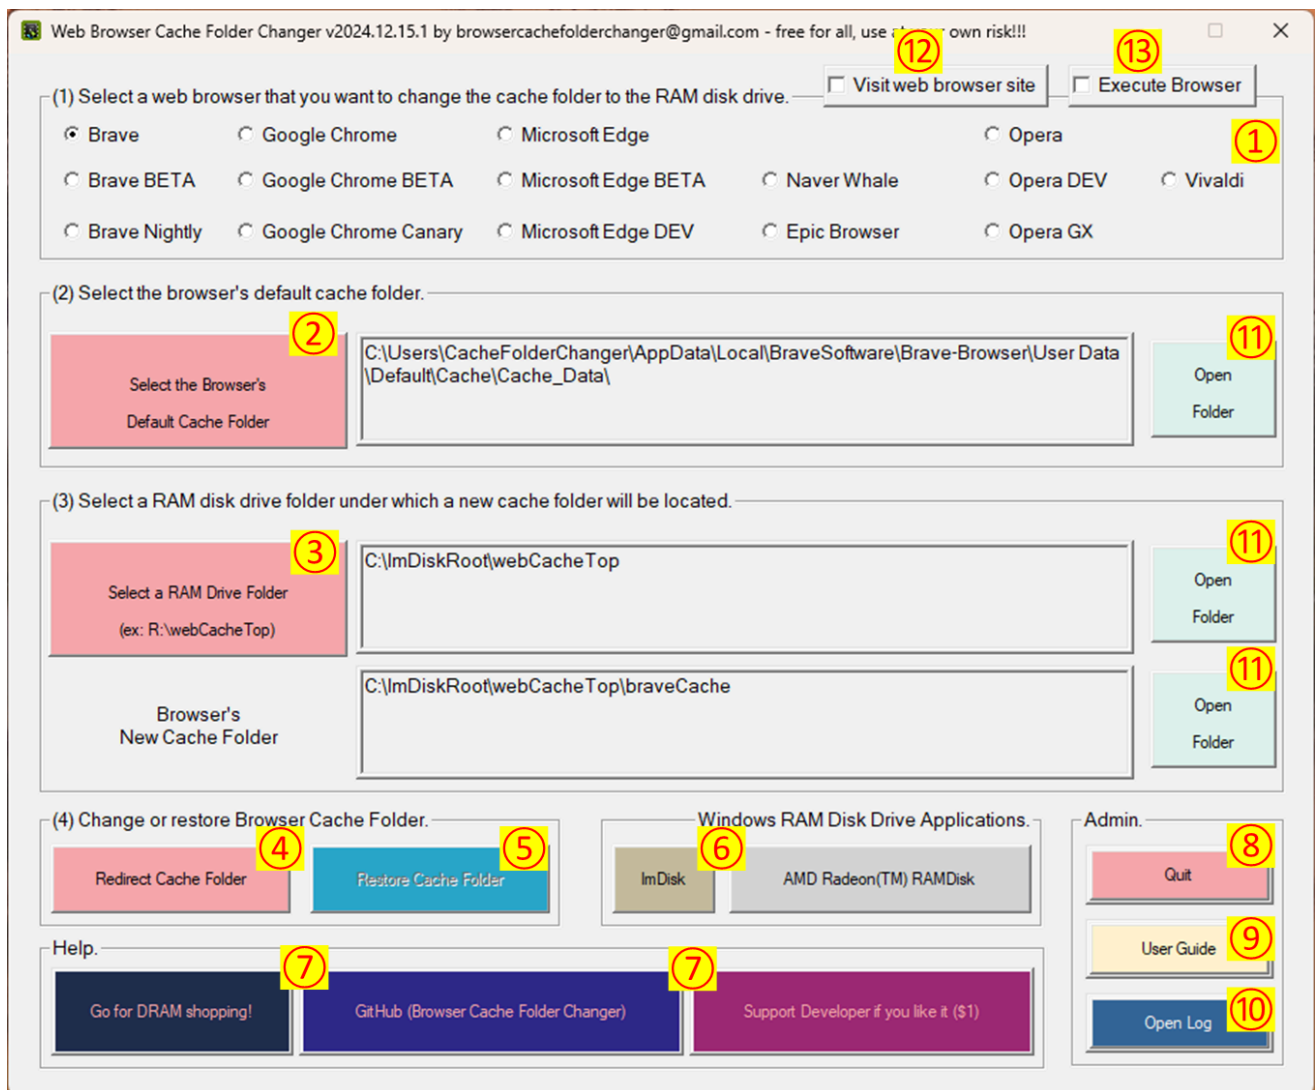 Web Browser Cache Folder Changer v2024.12.15.1 by browsercachefolderchanger@gmail.com - free for all, use at own risk!!!
⑫ ⑬
Visit web browser site
Execute Browser
(1) Select a web browser that you want to change the cache folder to the RAM disk drive.
①
Brave Google Chrome Microsoft Edge Opera
Brave BETA Google Chrome BETA Microsoft Edge BETA Naver Whale Opera DEV Vivaldi
Brave Nightly Google Chrome Canary Microsoft Edge DEV Epic Browser Opera GX
(2) Select the browser's default cache folder.
②
Select the Browser's
Default Cache Folder
C:\Users\CacheFolderChanger\AppData\Local\BraveSoftware\Brave-Browser\User Data
\Default\Cache\Cache_Data\
⑪
Open
Folder
(3) Select a RAM disk drive folder under which a new cache folder will be located.
③
Select a RAM Drive Folder
(ex: R:\webCacheTop)
C:\ImDiskRoot\webCacheTop
⑪
Open
Folder
Browser's
New Cache Folder
C:\ImDiskRoot\webCacheTop\braveCache
⑪
Open
Folder
(4) Change or restore Browser Cache Folder.
④
Redirect Cache Folder
⑤
Restore Cache Folder
Windows RAM Disk Drive Applications.
⑥
ImDisk
AMD Radeon(TM) RAMDisk
Admin.
⑧
Quit
⑨
User Guide
⑩
Open Log
Help.
⑦
Go for DRAM shopping!
GitHub (Browser Cache Folder Changer)
⑦
Support Developer if you like it ($1)